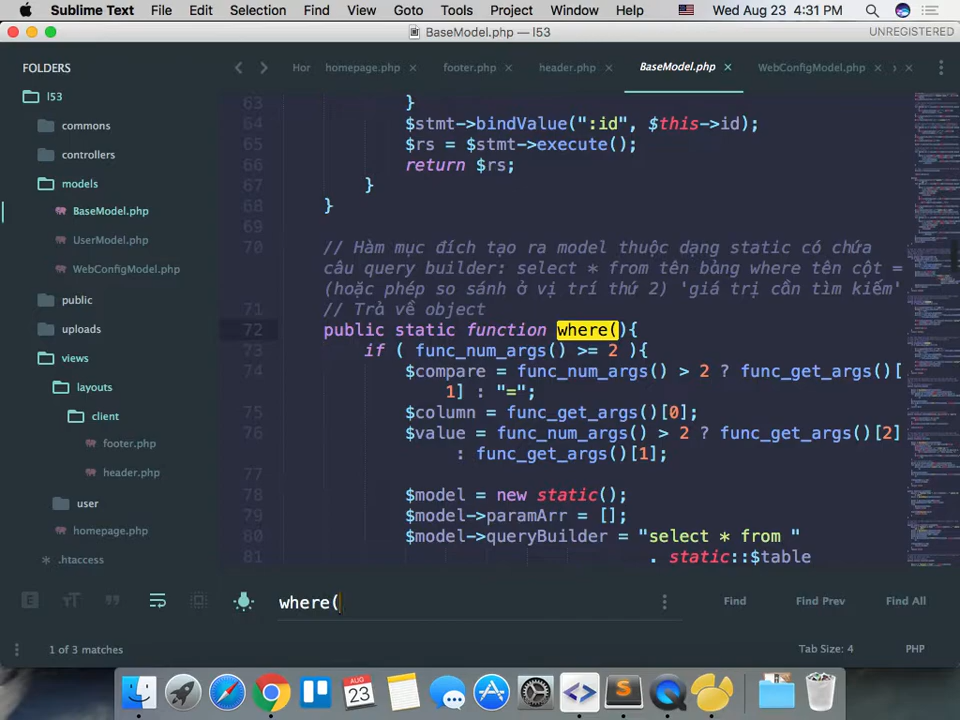 Sublime Text File Edit Selection Find View Goto Tools Project Window Help Wed Aug 23 4:31 PM
BaseModel.php — l53 UNREGISTERED
FOLDERS
l53
commons
controllers
models
BaseModel.php
UserModel.php
WebConfigModel.php
public
uploads
views
layouts
client
footer.php
header.php
user
homepage.php
.htaccess
Hor homepage.php × footer.php × header.php × BaseModel.php × WebConfigModel.php ×
63 }
64 $stmt->bindValue(":id", $this->id);
65 $rs = $stmt->execute();
66 return $rs;
67 }
68 }
69
70 // Hàm mục đích tạo ra model thuộc dạng static có chứa
câu query builder: select * from tên bảng where tên cột =
(hoặc phép so sánh ở vị trí thứ 2) 'giá trị cần tìm kiếm'
71 // Trả về object
72 public static function where(){
73 if ( func_num_args() >= 2 ){
74 $compare = func_num_args() > 2 ? func_get_args()[
1] : "=";
75 $column = func_get_args()[0];
76 $value = func_num_args() > 2 ? func_get_args()[2]
: func_get_args()[1];
77
78 $model = new static();
79 $model->paramArr = [];
80 $model->queryBuilder = "select * from "
81 . static::$table
where(
Find Find Prev Find All
1 of 3 matches Tab Size: 4 PHP
AUG
23